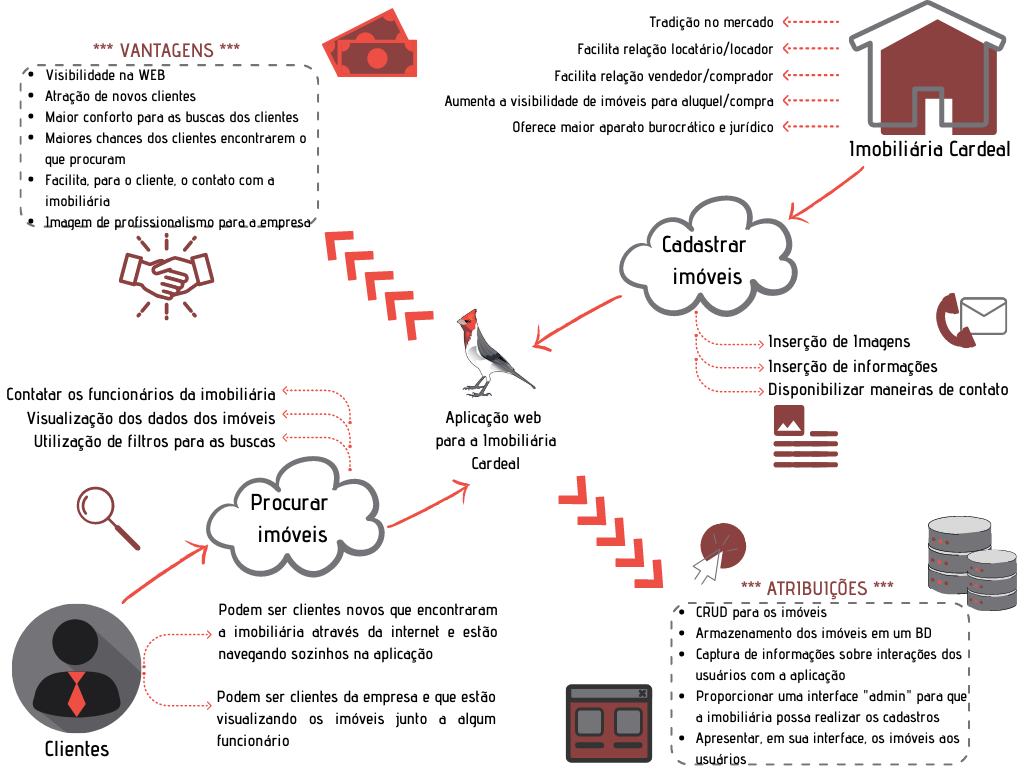 *** VANTAGENS ***
• Visibilidade na WEB
• Atração de novos clientes
• Maior conforto para as buscas dos clientes
• Maiores chances dos clientes encontrarem o
que procuram
• Facilita, para o cliente, o contato com a
imobiliária
• Imagem de profissionalismo para a empresa
Tradição no mercado
Facilita relação locatário/locador
Facilita relação vendedor/comprador
Aumenta a visibilidade de imóveis para aluguel/compra
Oferece maior aparato burocrático e jurídico
Imobiliária Cardeal
Cadastrar
imóveis
Inserção de Imagens
Inserção de informações
Disponibilizar maneiras de contato
Aplicação web
para a Imobiliária
Cardeal
Contatar os funcionários da imobiliária
Visualização dos dados dos imóveis
Utilização de filtros para as buscas
Procurar
imóveis
Clientes
Podem ser clientes novos que encontraram
a imobiliária através da internet e estão
navegando sozinhos na aplicação
Podem ser clientes da empresa e que estão
visualizando os imóveis junto a algum
funcionário
*** ATRIBUIÇÕES ***
• CRUD para os imóveis
• Armazenamento dos imóveis em um BD
• Captura de informações sobre interações dos
usuários com a aplicação
• Proporcionar uma interface "admin" para que
a imobiliária possa realizar os cadastros
• Apresentar, em sua interface, os imóveis aos
usuários